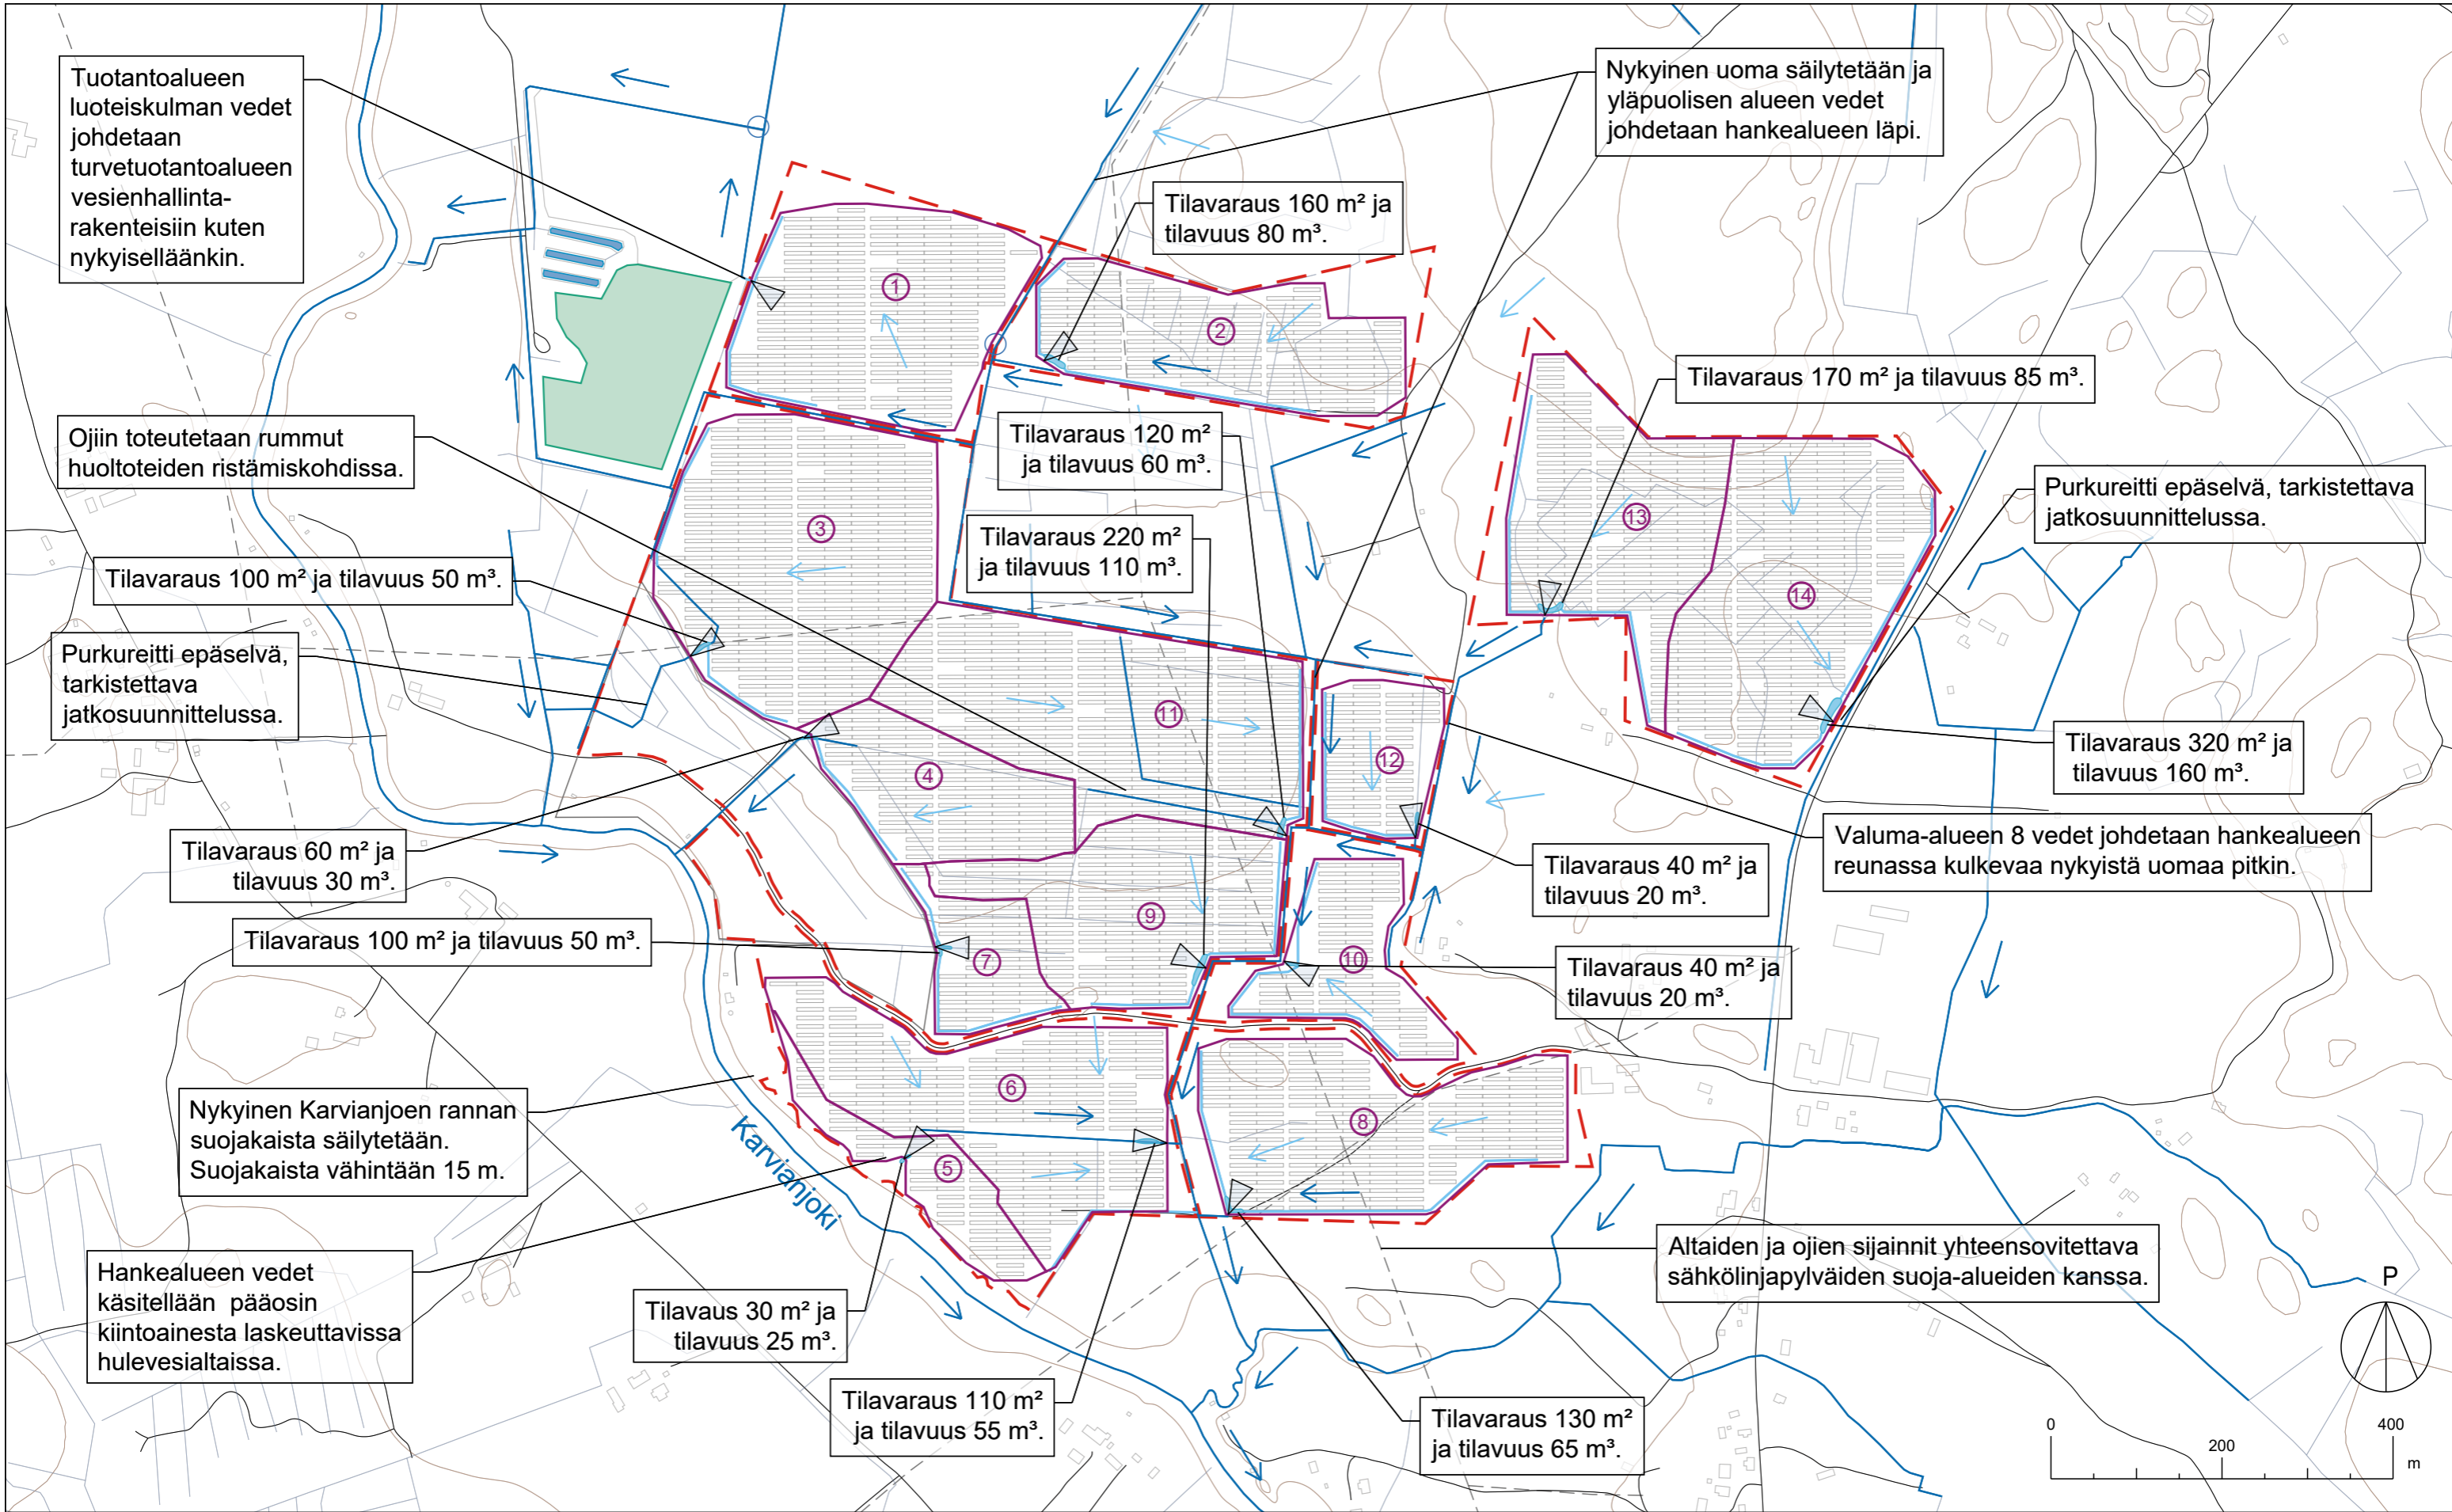 Tuotantoalueen
luoteiskulman vedet
johdetaan
turvetuotantoalueen
vesienhallinta-
rakenteisiin kuten
nykyiselläänkin.
Nykyinen uoma säilytetään ja
yläpuolisen alueen vedet
johdetaan hankealueen läpi.
Tilavaraus 160 m² ja
tilavuus 80 m³.
1
2
Tilavaraus 170 m² ja tilavuus 85 m³.
Ojiin toteutetaan rummut
huoltoteiden ristämiskohdissa.
Tilavaraus 120 m²
ja tilavuus 60 m³.
Purkureitti epäselvä, tarkistettava
jatkosuunnittelussa.
3
13
Tilavaraus 220 m²
ja tilavuus 110 m³.
Tilavaraus 100 m² ja tilavuus 50 m³.
14
Purkureitti epäselvä,
tarkistettava
jatkosuunnittelussa.
11
12
4
Tilavaraus 320 m² ja
tilavuus 160 m³.
Tilavaraus 60 m² ja
tilavuus 30 m³.
Tilavaraus 40 m² ja
tilavuus 20 m³.
Valuma-alueen 8 vedet johdetaan hankealueen
reunassa kulkevaa nykyistä uomaa pitkin.
9
Tilavaraus 100 m² ja tilavuus 50 m³.
7
10
Tilavaraus 40 m² ja
tilavuus 20 m³.
6
Nykyinen Karvianjoen rannan
suojakaista säilytetään.
Suojakaista vähintään 15 m.
8
5
Karvianjoki
Hankealueen vedet
käsitellään pääosin
kiintoainesta laskeuttavissa
hulevesialtaissa.
Altaiden ja ojien sijainnit yhteensovitettava
sähkölinjapylväiden suoja-alueiden kanssa.
P
Tilavaus 30 m² ja
tilavuus 25 m³.
Tilavaraus 110 m²
ja tilavuus 55 m³.
Tilavaraus 130 m²
ja tilavuus 65 m³.
0
200
400
m